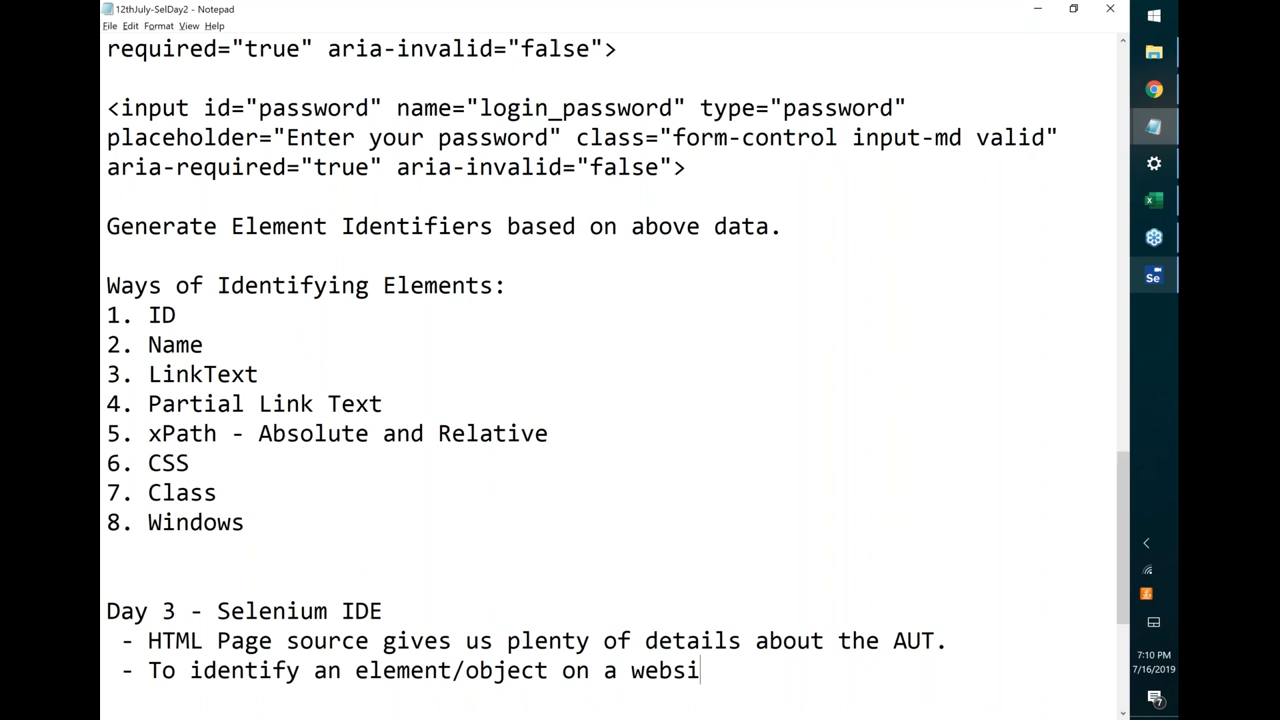 12thJuly-SelDay2 - Notepad
File Edit Format View Help
required="true" aria-invalid="false">
<input id="password" name="login_password" type="password"
placeholder="Enter your password" class="form-control input-md valid"
aria-required="true" aria-invalid="false">
Generate Element Identifiers based on above data.
Ways of Identifying Elements:
1. ID
2. Name
3. LinkText
4. Partial Link Text
5. xPath - Absolute and Relative
6. CSS
7. Class
8. Windows
Day 3 - Selenium IDE
- HTML Page source gives us plenty of details about the AUT.
- To identify an element/object on a websi
Se
7:10 PM
7/16/2019
7